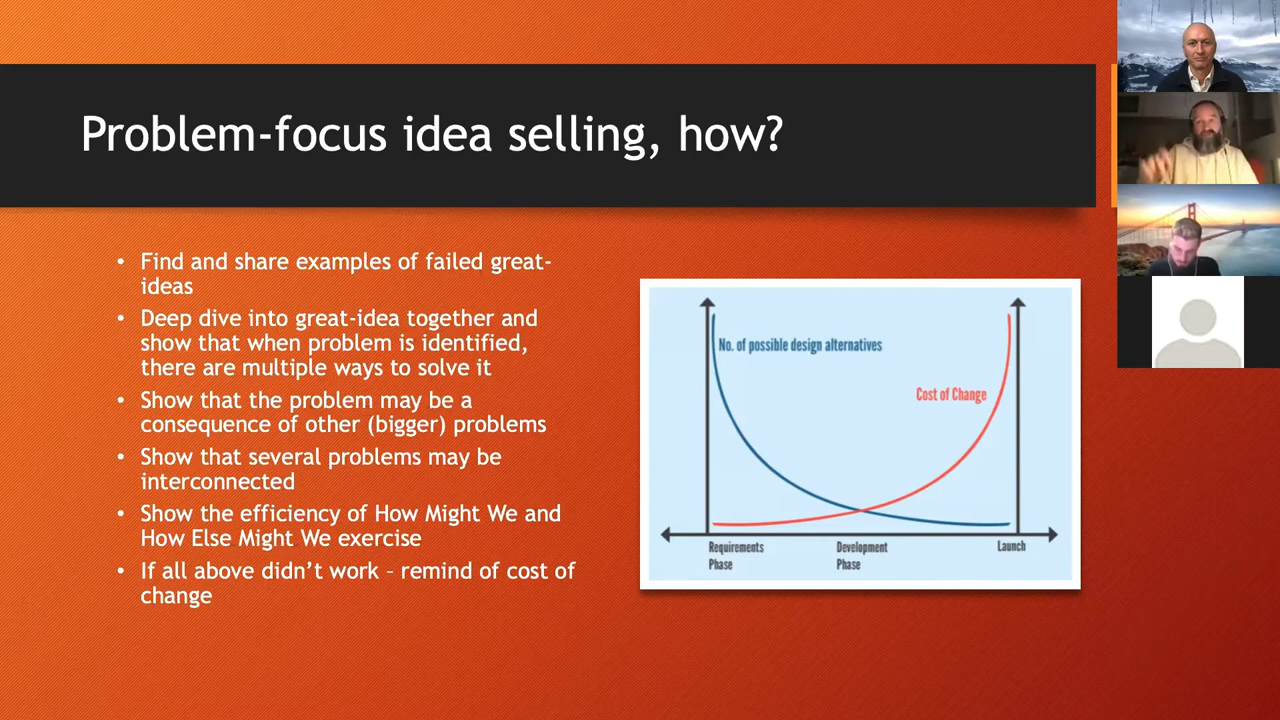 Problem-focus idea selling, how?
• Find and share examples of failed great-
ideas
• Deep dive into great-idea together and
show that when problem is identified,
there are multiple ways to solve it
• Show that the problem may be a
consequence of other (bigger) problems
• Show that several problems may be
interconnected
• Show the efficiency of How Might We and
How Else Might We exercise
• If all above didn't work – remind of cost of
change
No. of possible design alternatives
Cost of Change
Requirements
Phase
Development
Phase
Launch